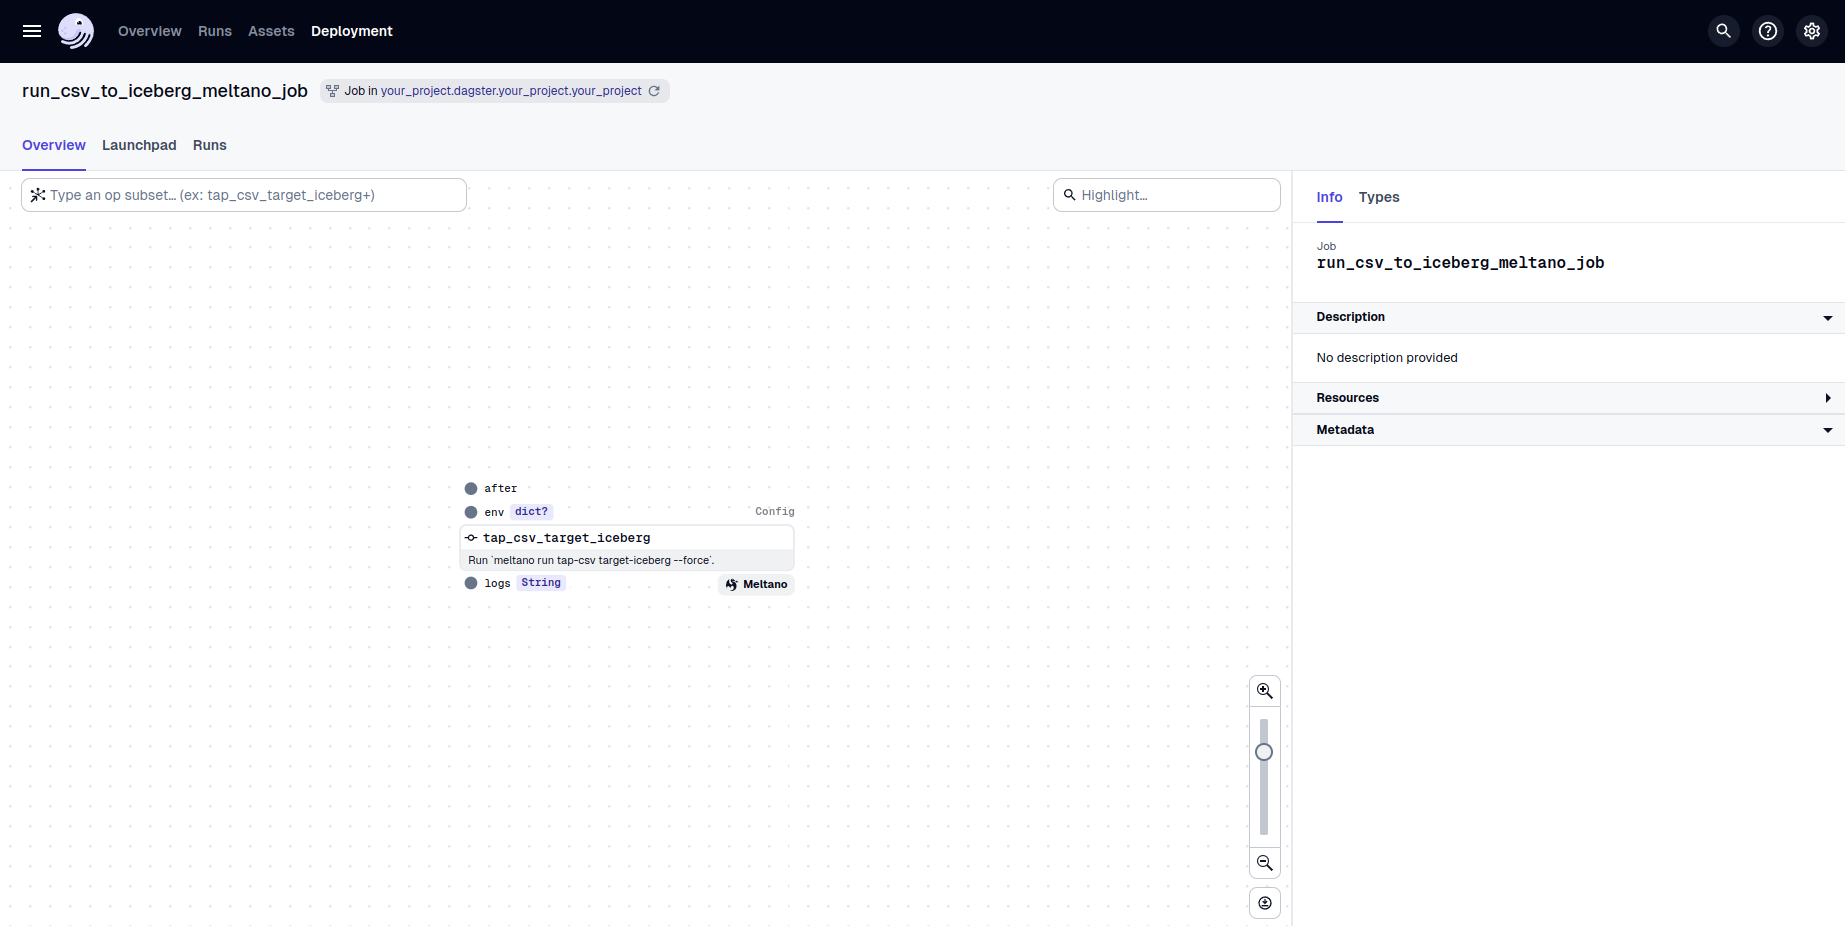 Overview Runs Assets Deployment
run_csv_to_iceberg_meltano_job Job in your_project.dagster.your_project.your_project
Overview Launchpad Runs
Type an op subset… (ex: tap_csv_target_iceberg+)
Highlight…
after
env dict? Config
tap_csv_target_iceberg
Run `meltano run tap-csv target-iceberg --force`.
logs String Meltano
Info Types
Job
run_csv_to_iceberg_meltano_job
Description
No description provided
Resources
Metadata